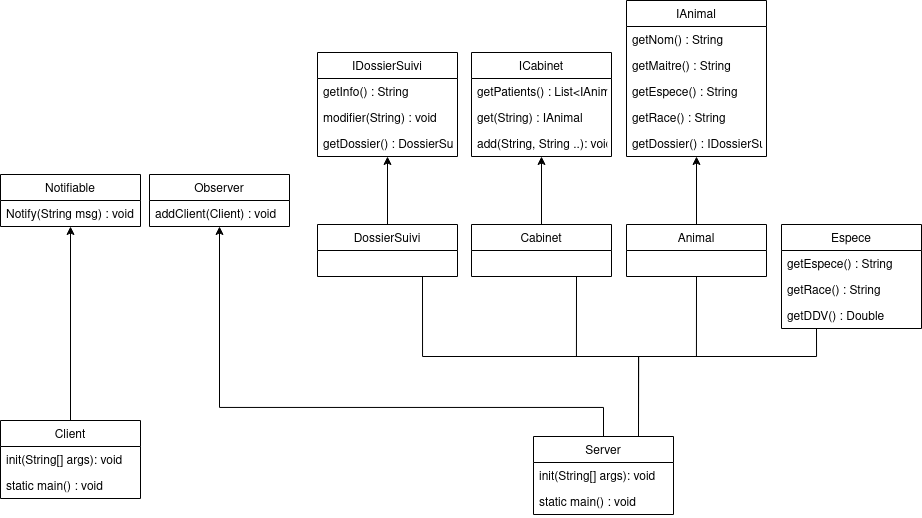 IAnimal
getNom() : String
getMaitre() : String
getEspece() : String
getRace() : String
getDossier() : IDossierSu
IDossierSuivi
getInfo() : String
modifier(String) : void
getDossier() : DossierSu
ICabinet
getPatients() : List<IAnim
get(String) : IAnimal
add(String, String ..): void
Notifiable
Notify(String msg) : void
Observer
addClient(Client) : void
DossierSuivi
Cabinet
Animal
Espece
getEspece() : String
getRace() : String
getDDV() : Double
Client
init(String[] args): void
static main() : void
Server
init(String[] args): void
static main() : void